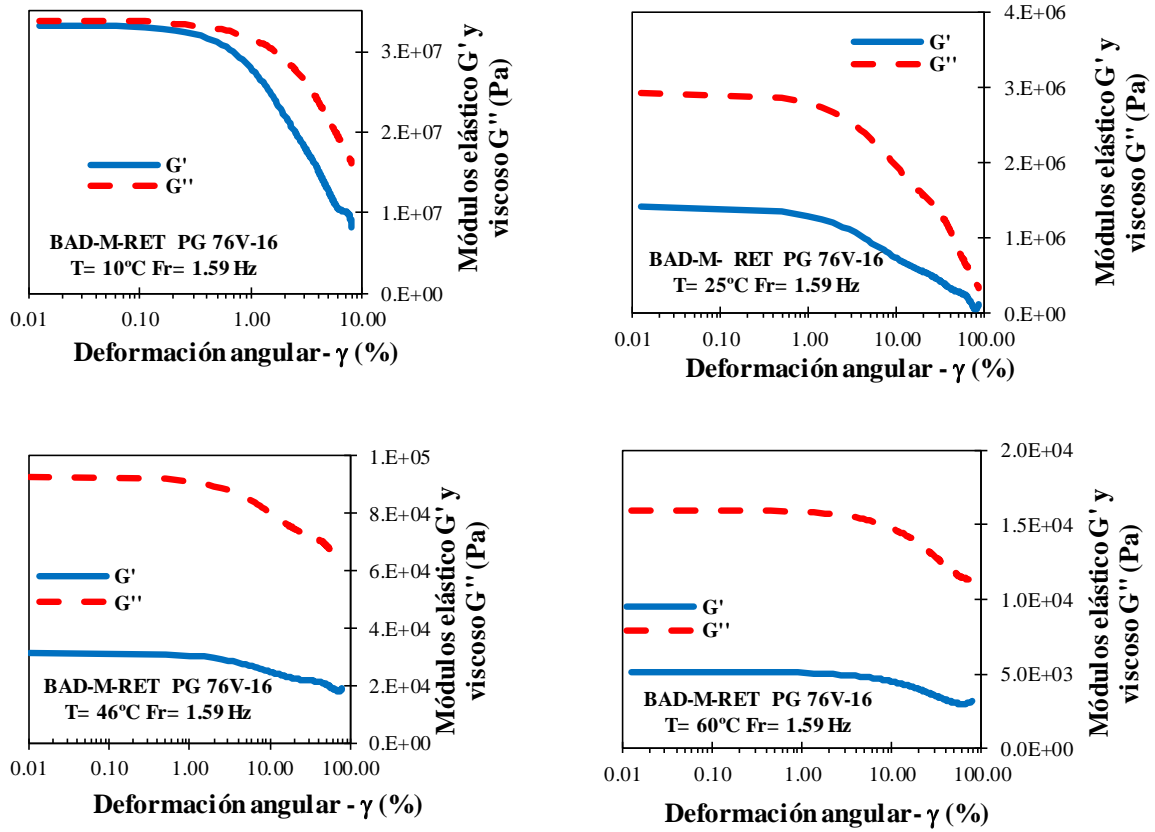 3.E+07
2.E+07
1.E+07
0.E+00
Módulos elástico G' y
viscoso G'' (Pa)
G'
G''
BAD-M-RET PG 76V-16
T= 10ºC Fr= 1.59 Hz
0.01 0.10 1.00 10.00
Deformación angular - γ (%)
4.E+06
3.E+06
2.E+06
1.E+06
0.E+00
Módulos elástico G' y
viscoso G'' (Pa)
G'
G''
BAD-M- RET PG 76V-16
T= 25ºC Fr= 1.59 Hz
0.01 0.10 1.00 10.00 100.00
Deformación angular - γ (%)
1.E+05
8.E+04
6.E+04
4.E+04
2.E+04
0.E+00
Módulos elástico G' y
viscoso G'' (Pa)
G'
G''
BAD-M-RET PG 76V-16
T= 46ºC Fr= 1.59 Hz
0.01 0.10 1.00 10.00 100.00
Deformación angular - γ (%)
2.0E+04
1.5E+04
1.0E+04
5.0E+03
0.0E+00
Módulos elástico G' y
viscoso G'' (Pa)
G'
G''
BAD-M-RET PG 76V-16
T= 60ºC Fr= 1.59 Hz
0.01 0.10 1.00 10.00 100.00
Deformación angular - γ (%)